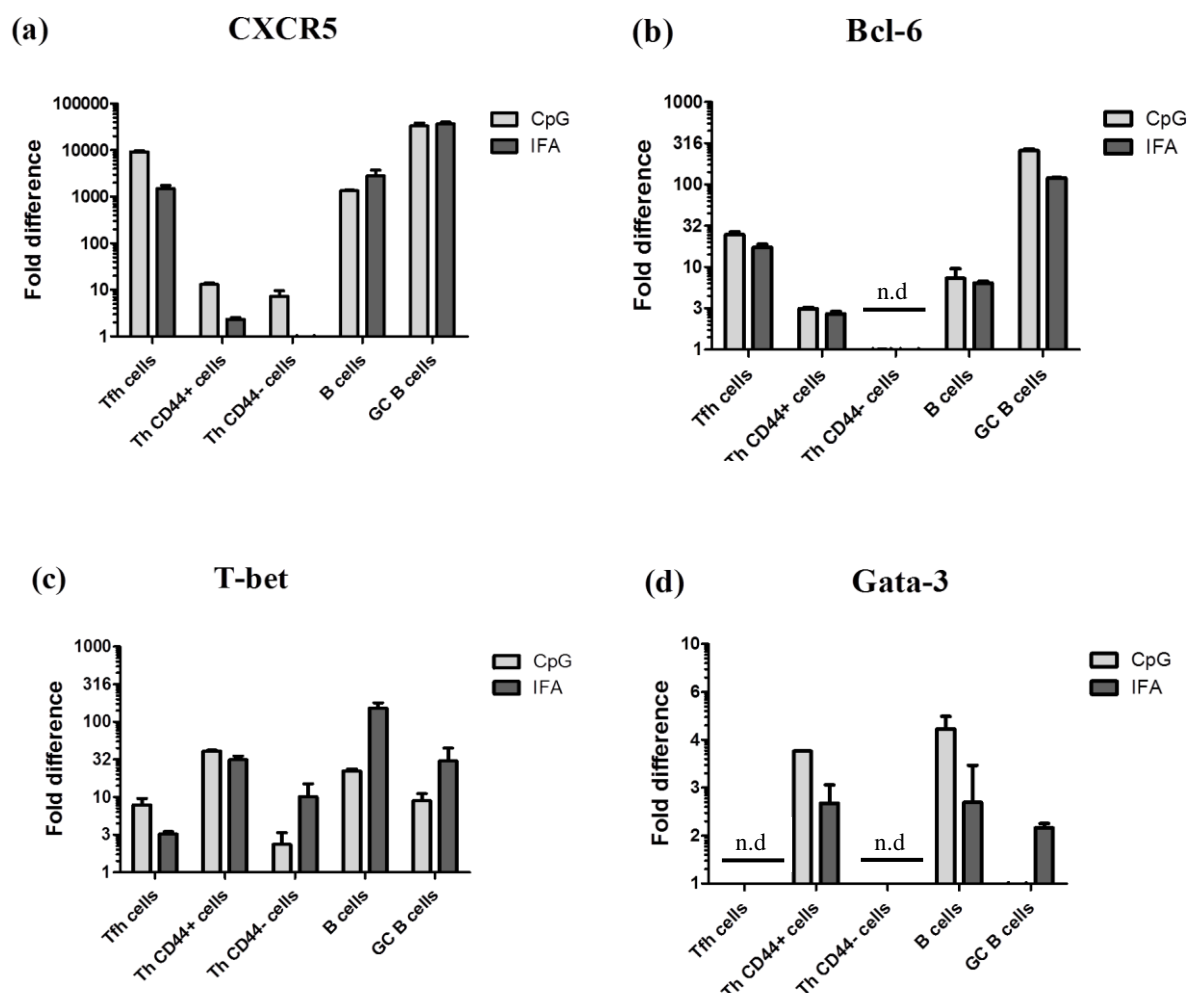 (a) CXCR5
100000
10000
1000
100
10
1
Fold difference
CpG
IFA
Tfh cells
Th CD44+ cells
Th CD44- cells
B cells
GC B cells
(b) Bcl-6
1000
316
100
32
10
3
1
Fold difference
n.d
CpG
IFA
Tfh cells
Th CD44+ cells
Th CD44- cells
B cells
GC B cells
(c) T-bet
1000
316
100
32
10
3
1
Fold difference
CpG
IFA
Tfh cells
Th CD44+ cells
Th CD44- cells
B cells
GC B cells
(d) Gata-3
10
6
4
3
2
1
Fold difference
n.d
n.d
CpG
IFA
Tfh cells
Th CD44+ cells
Th CD44- cells
B cells
GC B cells